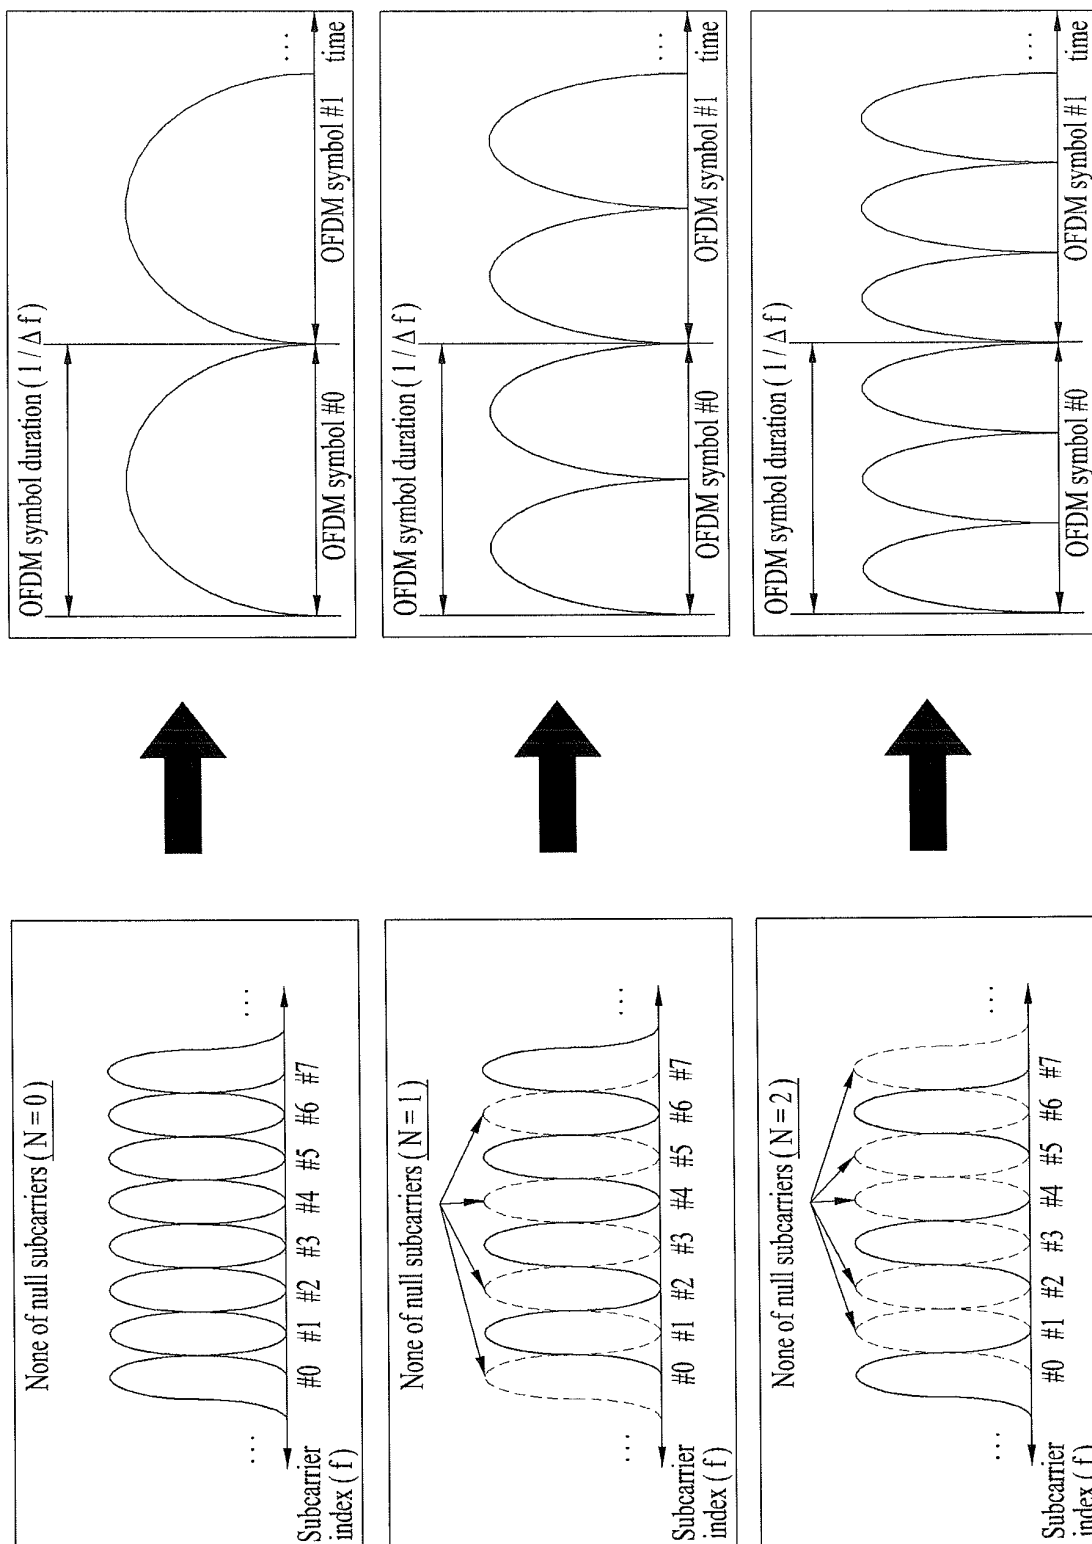 None of null subcarriers ( N = 0 )
...
...
#0 #1 #2 #3 #4 #5 #6 #7
Subcarrier
index ( f )
OFDM symbol duration ( 1 / Δ f )
...
OFDM symbol #0
OFDM symbol #1
time
None of null subcarriers ( N = 1 )
...
...
#0 #1 #2 #3 #4 #5 #6 #7
Subcarrier
index ( f )
OFDM symbol duration ( 1 / Δ f )
...
OFDM symbol #0
OFDM symbol #1
time
None of null subcarriers ( N = 2 )
...
...
#0 #1 #2 #3 #4 #5 #6 #7
Subcarrier
index ( f )
OFDM symbol duration ( 1 / Δ f )
...
OFDM symbol #0
OFDM symbol #1
time